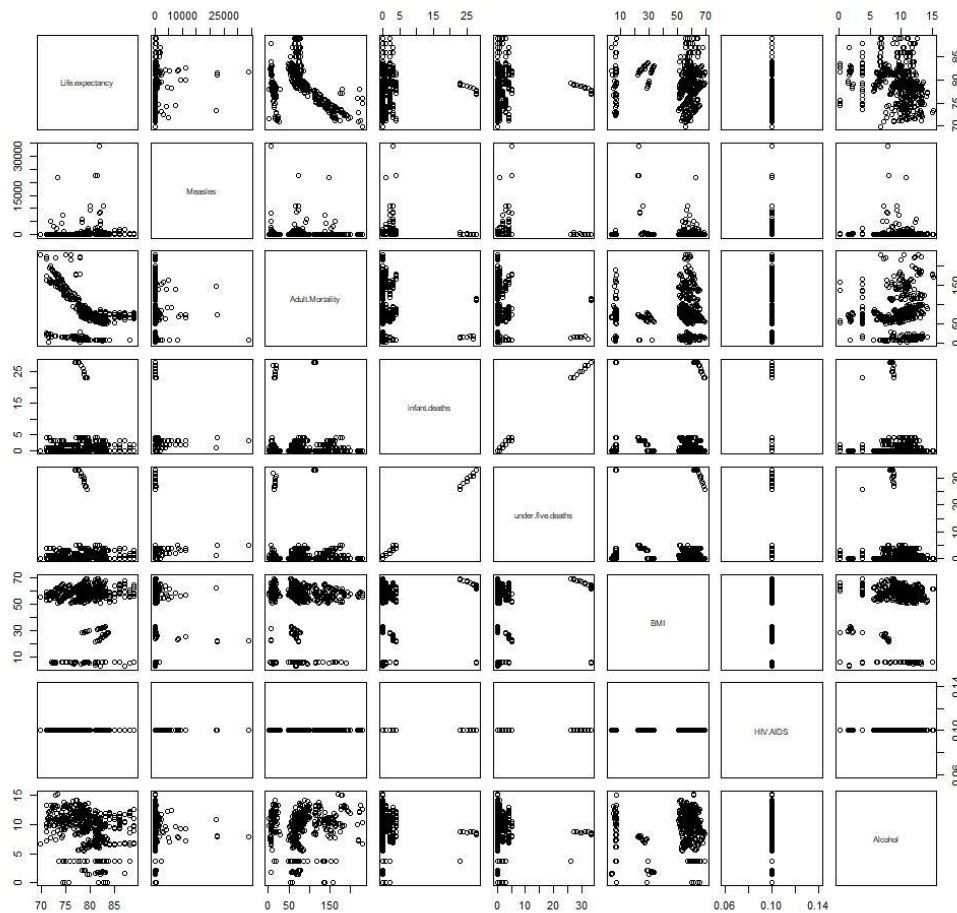 0 10000 25000
0 5 15 25
10 30 50 70
0 5 10 15
Life.expectancy
70 75 80 85
0 15000 30000
Measles
Adult.Mortality
0 50 150
0 5 15 25
infant.deaths
under.five.deaths
0 10 20 30
10 30 50 70
BMI
HIV.AIDS
0.06 0.10 0.14
0 5 10 15
Alcohol
70 75 80 85
0 50 150
0 5 10 20 30
0.06 0.10 0.14